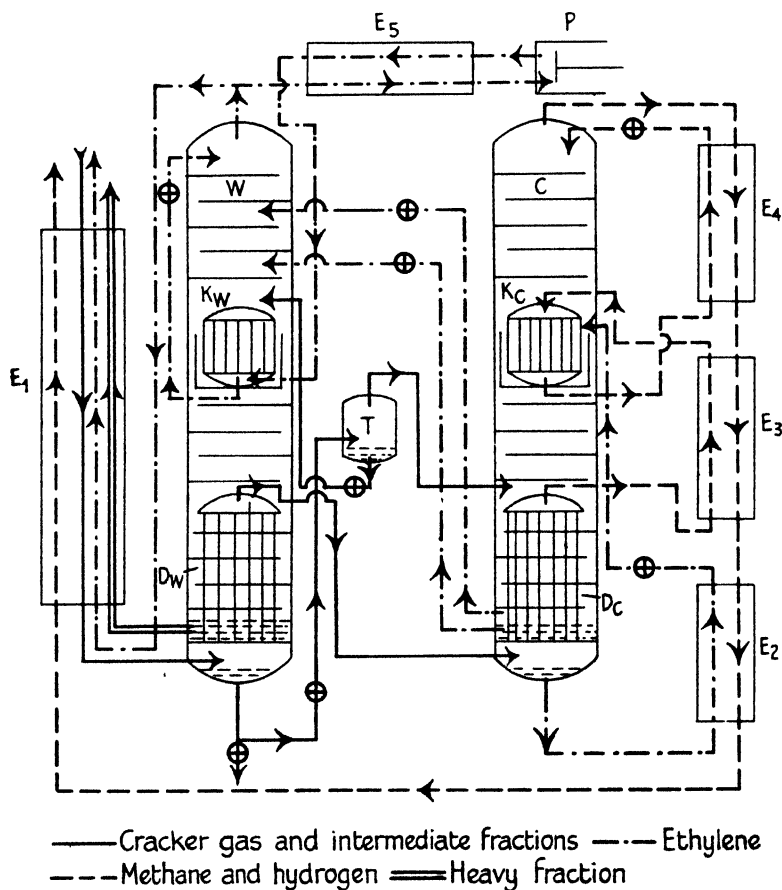 E5
P
W
C
E4
KW
KC
E1
T
E3
DW
DC
E2
Cracker gas and intermediate fractions
Ethylene
Methane and hydrogen
Heavy fraction